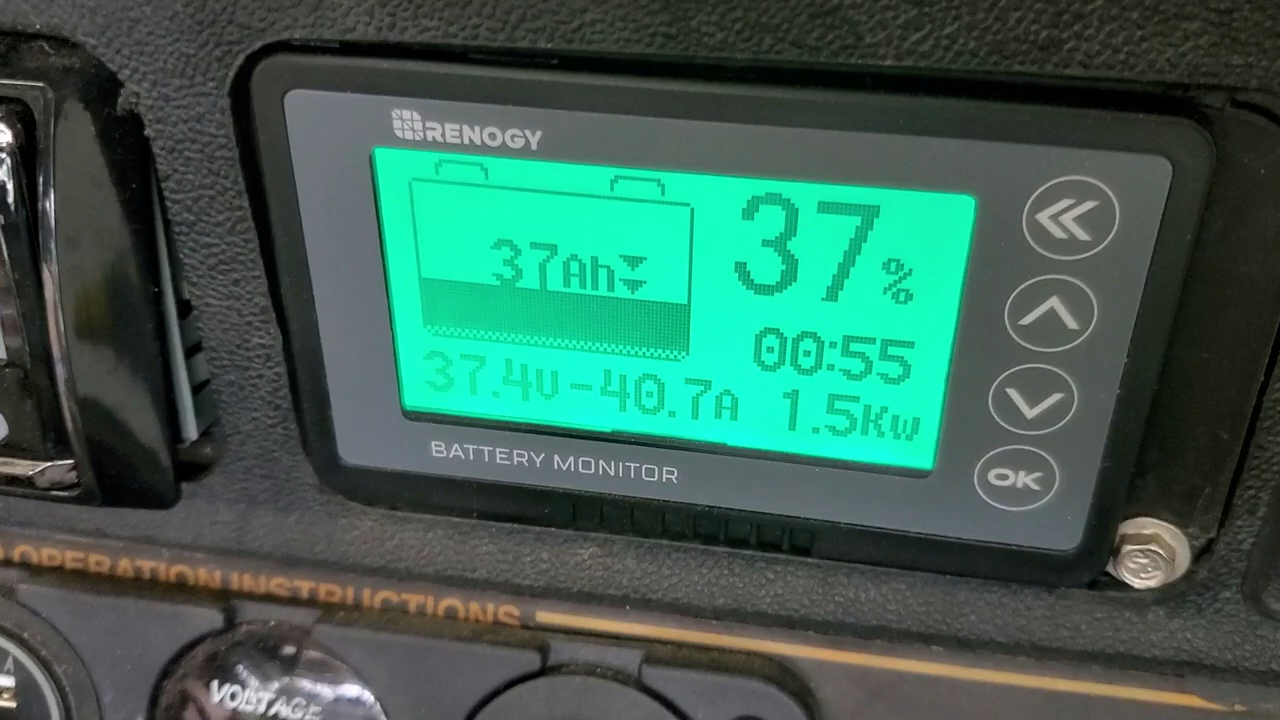 RENOGY
37Ah
37%
00:55
37.4V-40.7A 1.5Kw
BATTERY MONITOR
OK
OPERATION INSTRUCTIONS
VOLTAGE
A